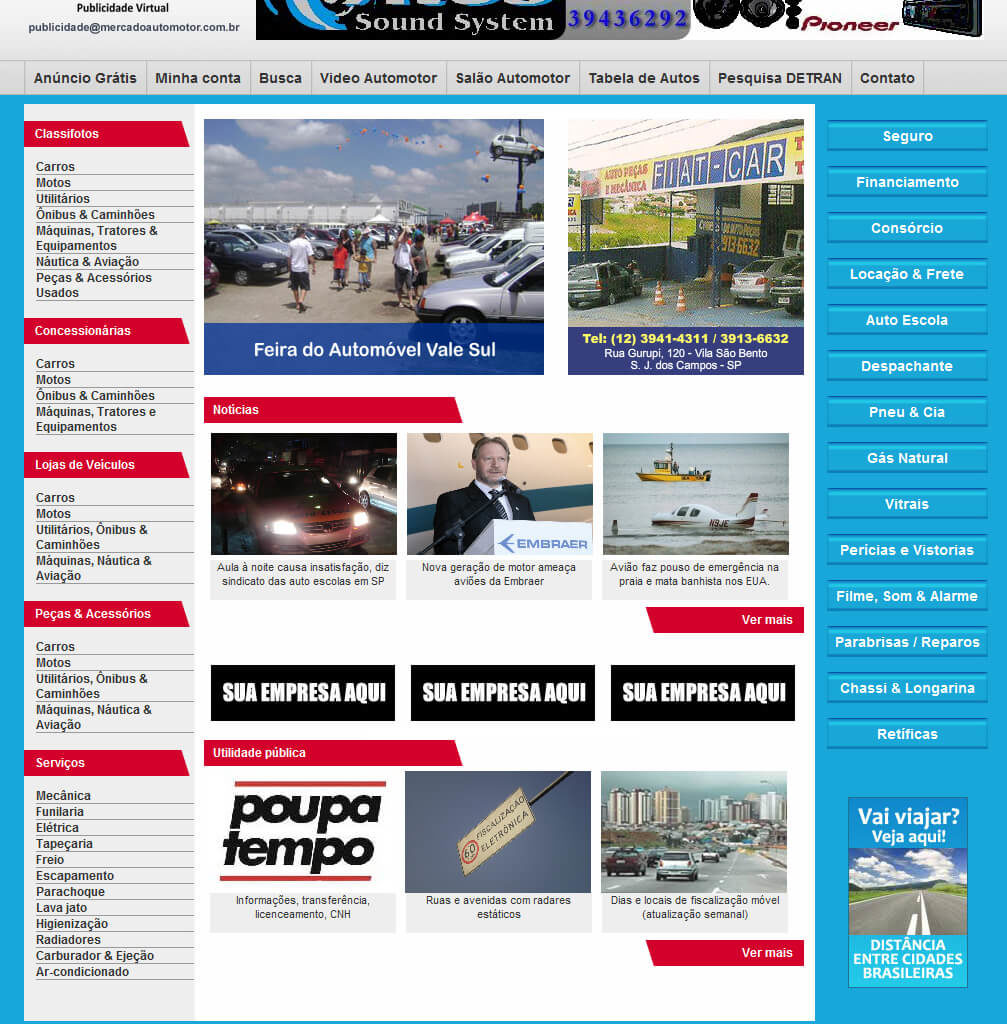 Publicidade Virtual
publicidade@mercadoautomotor.com.br
Sound System
39436292
Pioneer
Anúncio Grátis
Minha conta
Busca
Video Automotor
Salão Automotor
Tabela de Autos
Pesquisa DETRAN
Contato
Classifotos
Carros
Motos
Utilitários
Ônibus & Caminhões
Máquinas, Tratores &
Equipamentos
Náutica & Aviação
Peças & Acessórios
Usados
Concessionárias
Carros
Motos
Ônibus & Caminhões
Máquinas, Tratores e
Equipamentos
Lojas de Veículos
Carros
Motos
Utilitários, Ônibus &
Caminhões
Máquinas, Náutica &
Aviação
Peças & Acessórios
Carros
Motos
Utilitários, Ônibus &
Caminhões
Máquinas, Náutica &
Aviação
Serviços
Mecânica
Funilaria
Elétrica
Tapeçaria
Freio
Escapamento
Parachoque
Lava jato
Higienização
Radiadores
Carburador & Ejeção
Ar-condicionado
Feira do Automóvel Vale Sul
AUTO PEÇAS
E MECÂNICA
FIAT-CAR
913-6632
Tel: (12) 3941-4311 / 3913-6632
Rua Gurupi, 120 - Vila São Bento
S. J. dos Campos - SP
Notícias
EMBRAER
N9JE
Aula à noite causa insatisfação, diz
sindicato das auto escolas em SP
Nova geração de motor ameaça
aviões da Embraer
Avião faz pouso de emergência na
praia e mata banhista nos EUA.
Ver mais
SUA EMPRESA AQUI
SUA EMPRESA AQUI
SUA EMPRESA AQUI
Utilidade pública
poupa
tempo
60
FISCALIZAÇÃO
ELETRÔNICA
Informações, transferência,
licenceamento, CNH
Ruas e avenidas com radares
estáticos
Dias e locais de fiscalização móvel
(atualização semanal)
Ver mais
Seguro
Financiamento
Consórcio
Locação & Frete
Auto Escola
Despachante
Pneu & Cia
Gás Natural
Vitrais
Perícias e Vistorias
Filme, Som & Alarme
Parabrisas / Reparos
Chassi & Longarina
Retíficas
Vai viajar?
Veja aqui!
DISTÂNCIA
ENTRE CIDADES
BRASILEIRAS